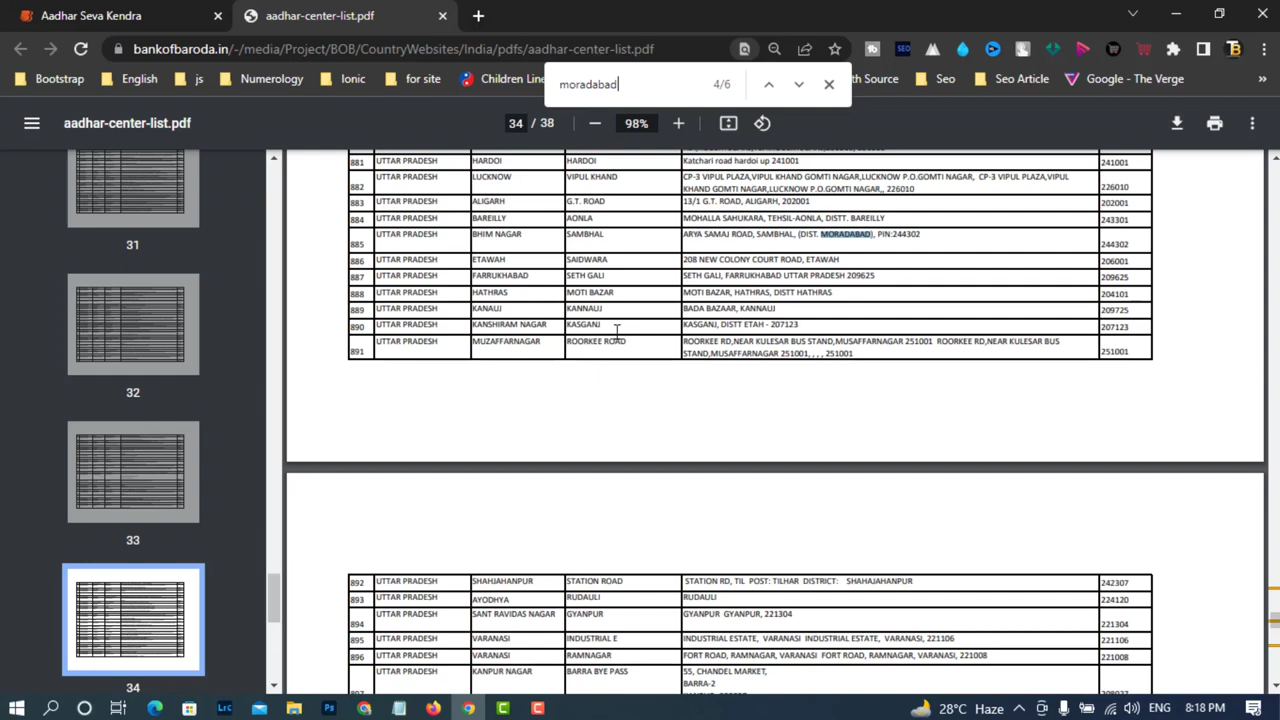 Aadhar Seva Kendra
aadhar-center-list.pdf
bankofbaroda.in/-/media/Project/BOB/CountryWebsites/India/pdfs/aadhar-center-list.pdf
Bootstrap English js Numerology Ionic for site Children Line th Source Seo Seo Article Google - The Verge
moradabad 4/6
aadhar-center-list.pdf 34 / 38 98%
31
32
33
34
881 UTTAR PRADESH HARDOI HARDOI Katchari road hardoi up 241001 241001
882 UTTAR PRADESH LUCKNOW VIPUL KHAND CP-3 VIPUL PLAZA,VIPUL KHAND GOMTI NAGAR,LUCKNOW P.O.GOMTI NAGAR, CP-3 VIPUL PLAZA,VIPUL
KHAND GOMTI NAGAR,LUCKNOW P.O.GOMTI NAGAR,, 226010 226010
883 UTTAR PRADESH ALIGARH G.T. ROAD 13/1 G.T. ROAD, ALIGARH, 202001 202001
884 UTTAR PRADESH BAREILLY AONLA MOHALLA SAHUKARA, TEHSIL-AONLA, DISTT. BAREILLY 243301
885 UTTAR PRADESH BHIM NAGAR SAMBHAL ARYA SAMAJ ROAD, SAMBHAL, (DIST. MORADABAD), PIN:244302 244302
886 UTTAR PRADESH ETAWAH SAIDWARA 208 NEW COLONY COURT ROAD, ETAWAH 206001
887 UTTAR PRADESH FARRUKHABAD SETH GALI SETH GALI, FARRUKHABAD UTTAR PRADESH 209625 209625
888 UTTAR PRADESH HATHRAS MOTI BAZAR MOTI BAZAR, HATHRAS, DISTT HATHRAS 204101
889 UTTAR PRADESH KANAUJ KANNAUJ BADA BAZAAR, KANNAUJ 209725
890 UTTAR PRADESH KANSHIRAM NAGAR KASGANJ KASGANJ, DISTT ETAH - 207123 207123
891 UTTAR PRADESH MUZAFFARNAGAR ROORKEE ROAD ROORKEE RD,NEAR KULESAR BUS STAND,MUSAFFARNAGAR 251001 ROORKEE RD,NEAR KULESAR BUS
STAND,MUSAFFARNAGAR 251001, , , , 251001 251001
892 UTTAR PRADESH SHAHJAHANPUR STATION ROAD STATION RD, TIL POST: TILHAR DISTRICT: SHAHAJAHANPUR 242307
893 UTTAR PRADESH AYODHYA RUDAULI RUDAULI 224120
894 UTTAR PRADESH SANT RAVIDAS NAGAR GYANPUR GYANPUR GYANPUR, 221304 221304
895 UTTAR PRADESH VARANASI INDUSTRIAL E INDUSTRIAL ESTATE, VARANASI INDUSTRIAL ESTATE, VARANASI, 221106 221106
896 UTTAR PRADESH VARANASI RAMNAGAR FORT ROAD, RAMNAGAR, VARANASI FORT ROAD, RAMNAGAR, VARANASI, 221008 221008
UTTAR PRADESH KANPUR NAGAR BARRA BYE PASS 55, CHANDEL MARKET,
BARRA-2
28°C Haze 8:18 PM